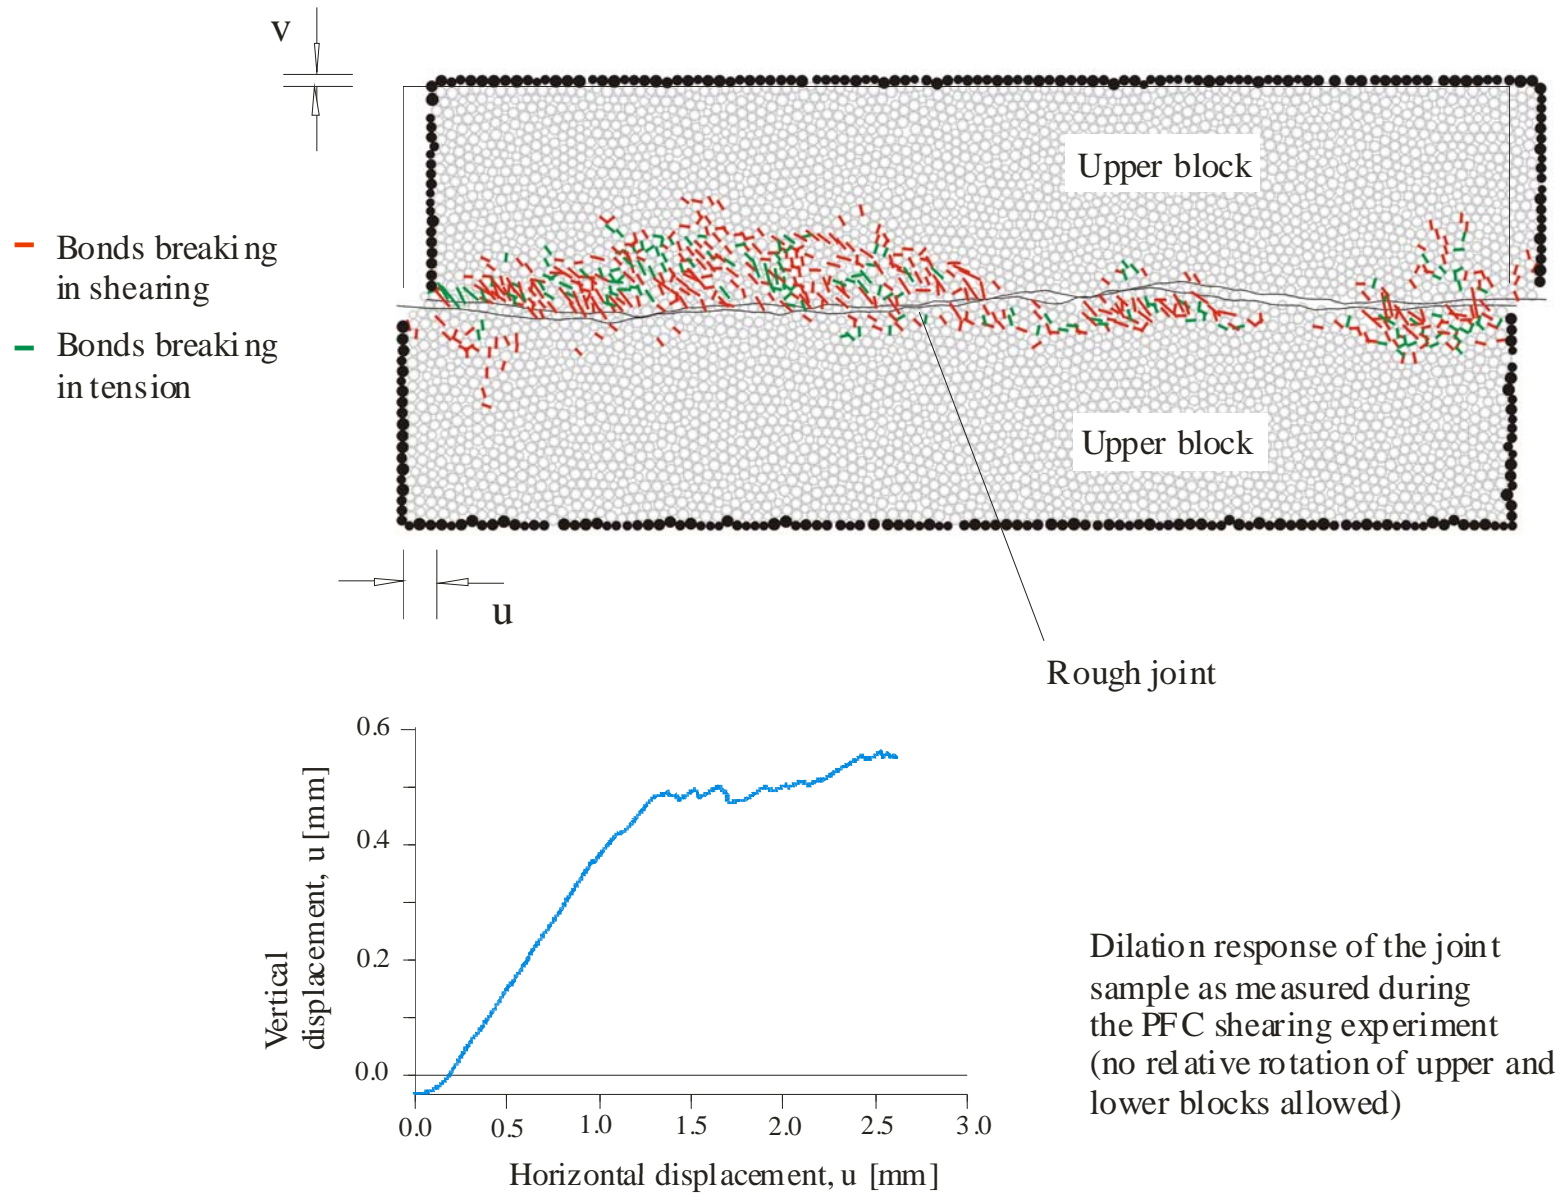 v
Upper block
Bonds breaking
in shearing
Bonds breaking
in tension
Upper block
u
Rough joint
0.6
0.4
0.2
0.0
Vertical
displacement, u [mm]
0.0 0.5 1.0 1.5 2.0 2.5 3.0
Horizontal displacement, u [mm]
Dilation response of the joint
sample as measured during
the PFC shearing experiment
(no relative rotation of upper and
lower blocks allowed)